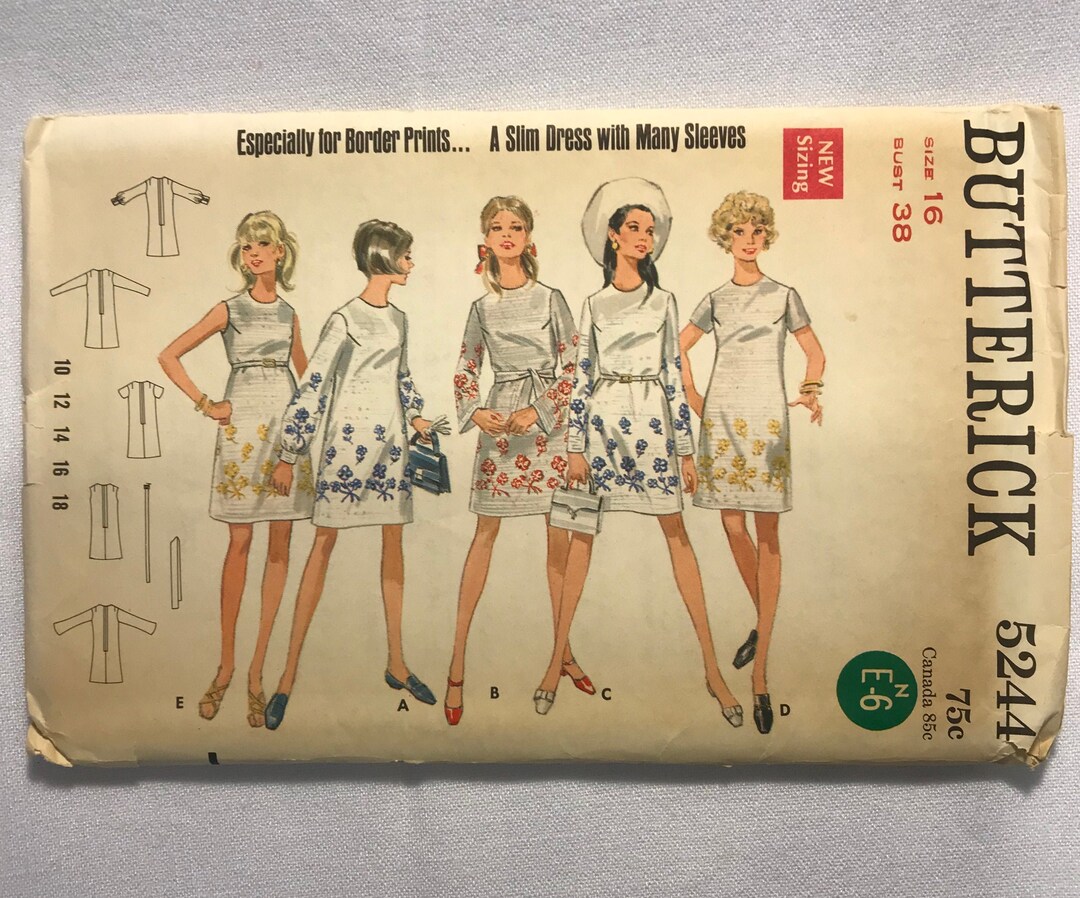 Especially for Border Prints... A Slim Dress with Many Sleeves
NEW
Sizing
SIZE 16
BUST 38
BUTTERICK 5244
75c
Canada 85c
N
E-6
10 12 14 16 18
E
A
B
C
D